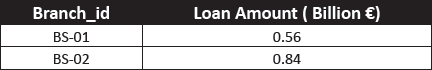 Branch_id Loan Amount ( Billion €)
BS-01 0.56
BS-02 0.84